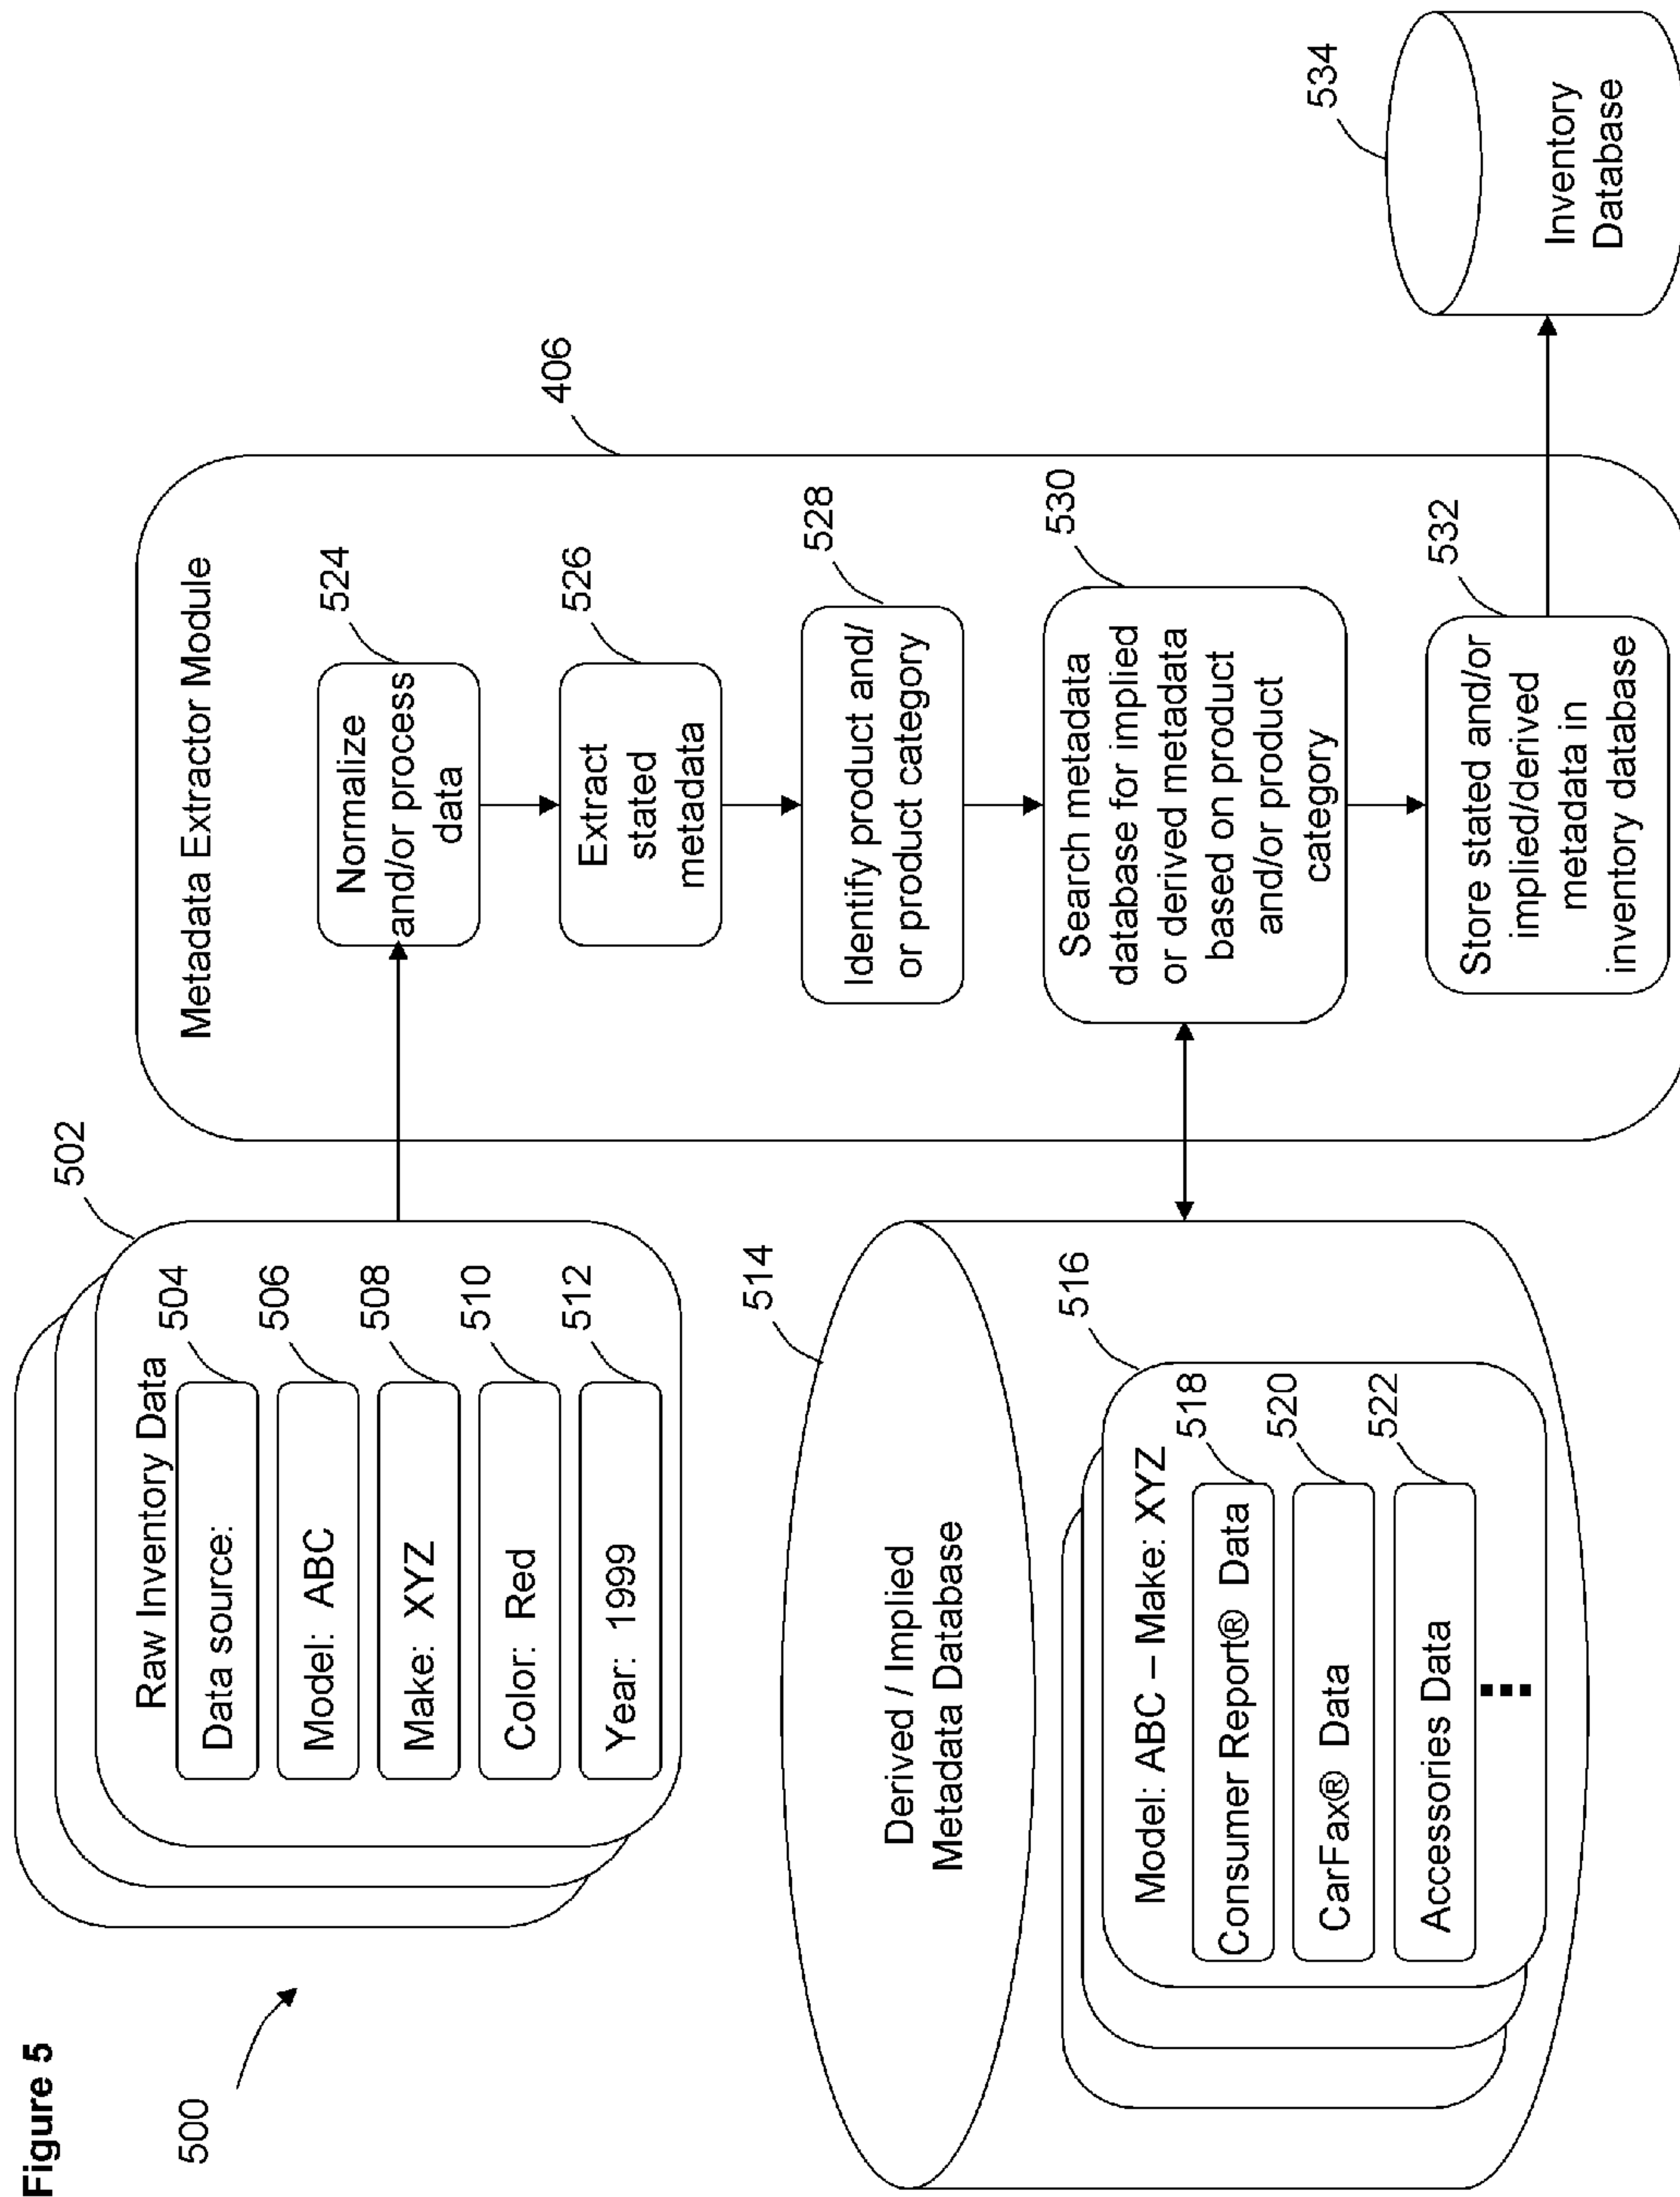 Figure 5
500
502
Raw Inventory Data
504
Data source:
506
Model: ABC
508
Make: XYZ
510
Color: Red
512
Year: 1999
514
Derived / Implied
Metadata Database
516
Model: ABC – Make: XYZ
518
Consumer Report® Data
520
CarFax® Data
522
Accessories Data
406
Metadata Extractor Module
524
Normalize
and/or process
data
526
Extract
stated
metadata
528
Identify product and/
or product category
530
Search metadata
database for implied
or derived metadata
based on product
and/or product
category
532
Store stated and/or
implied/derived
metadata in
inventory database
534
Inventory
Database